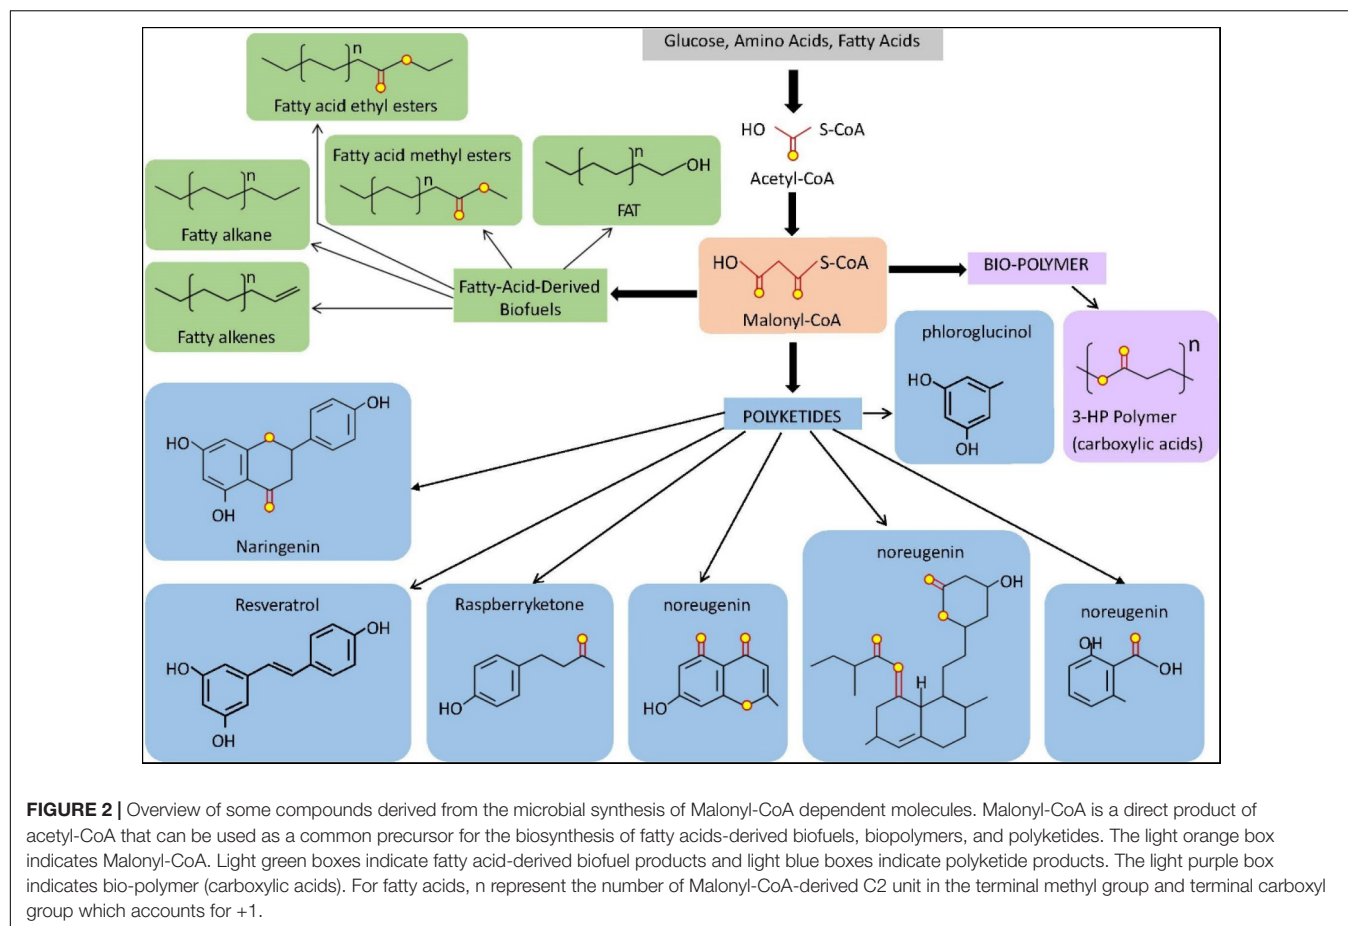 Glucose, Amino Acids, Fatty Acids
n
Fatty acid ethyl esters
HO
S-CoA
Acetyl-CoA
Fatty acid methyl esters
n
n
OH
FAT
n
Fatty alkane
n
Fatty alkenes
Fatty-Acid-Derived
Biofuels
HO
S-CoA
Malonyl-CoA
BIO-POLYMER
phloroglucinol
HO
OH
n
3-HP Polymer
(carboxylic acids)
POLYKETIDES
OH
HO
OH
Naringenin
Resveratrol
OH
HO
OH
Raspberryketone
HO
noreugenin
HO
noreugenin
OH
H
noreugenin
OH
OH
FIGURE 2 | Overview of some compounds derived from the microbial synthesis of Malonyl-CoA dependent molecules. Malonyl-CoA is a direct product of
acetyl-CoA that can be used as a common precursor for the biosynthesis of fatty acids-derived biofuels, biopolymers, and polyketides. The light orange box
indicates Malonyl-CoA. Light green boxes indicate fatty acid-derived biofuel products and light blue boxes indicate polyketide products. The light purple box
indicates bio-polymer (carboxylic acids). For fatty acids, n represent the number of Malonyl-CoA-derived C2 unit in the terminal methyl group and terminal carboxyl
group which accounts for +1.